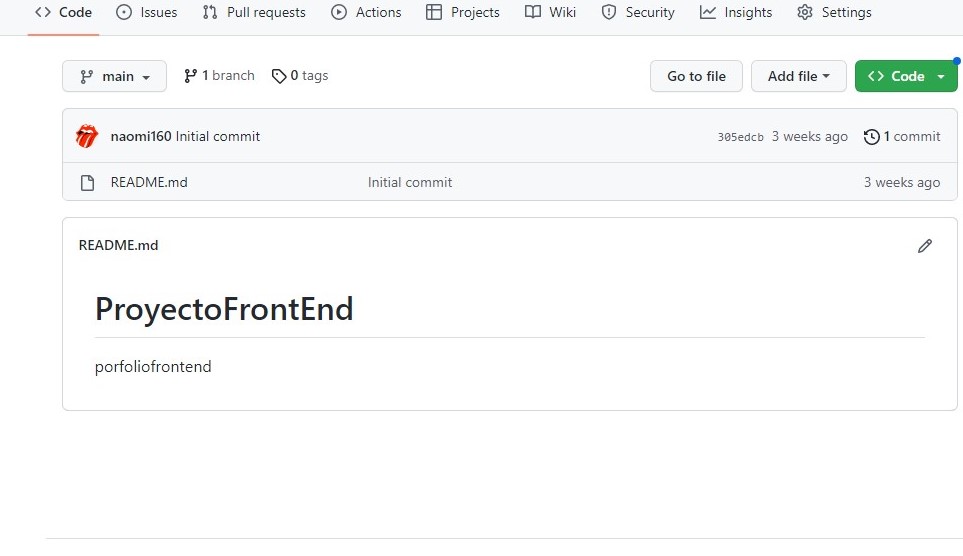 Code Issues Pull requests Actions Projects Wiki Security Insights Settings
main 1 branch 0 tags Go to file Add file Code
naomi160 Initial commit 305edcb 3 weeks ago 1 commit
README.md Initial commit 3 weeks ago
README.md
ProyectoFrontEnd
porfoliofrontend